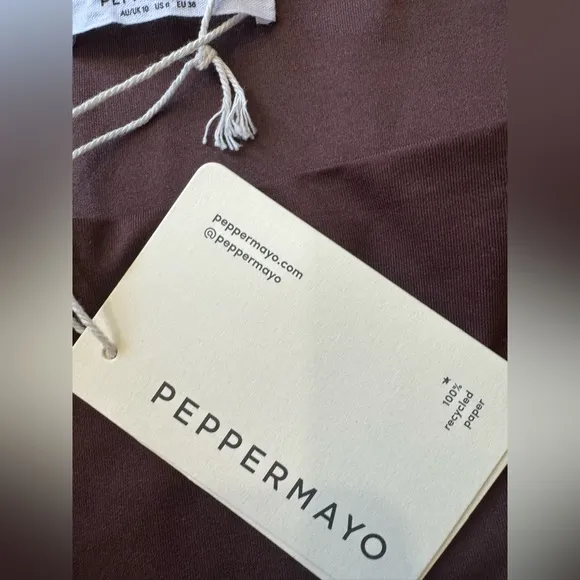 AU/UK 10 US 6 EU 38
peppermayo.com
@peppermayo
PEPPERMAYO
★ 100%
recycled
paper